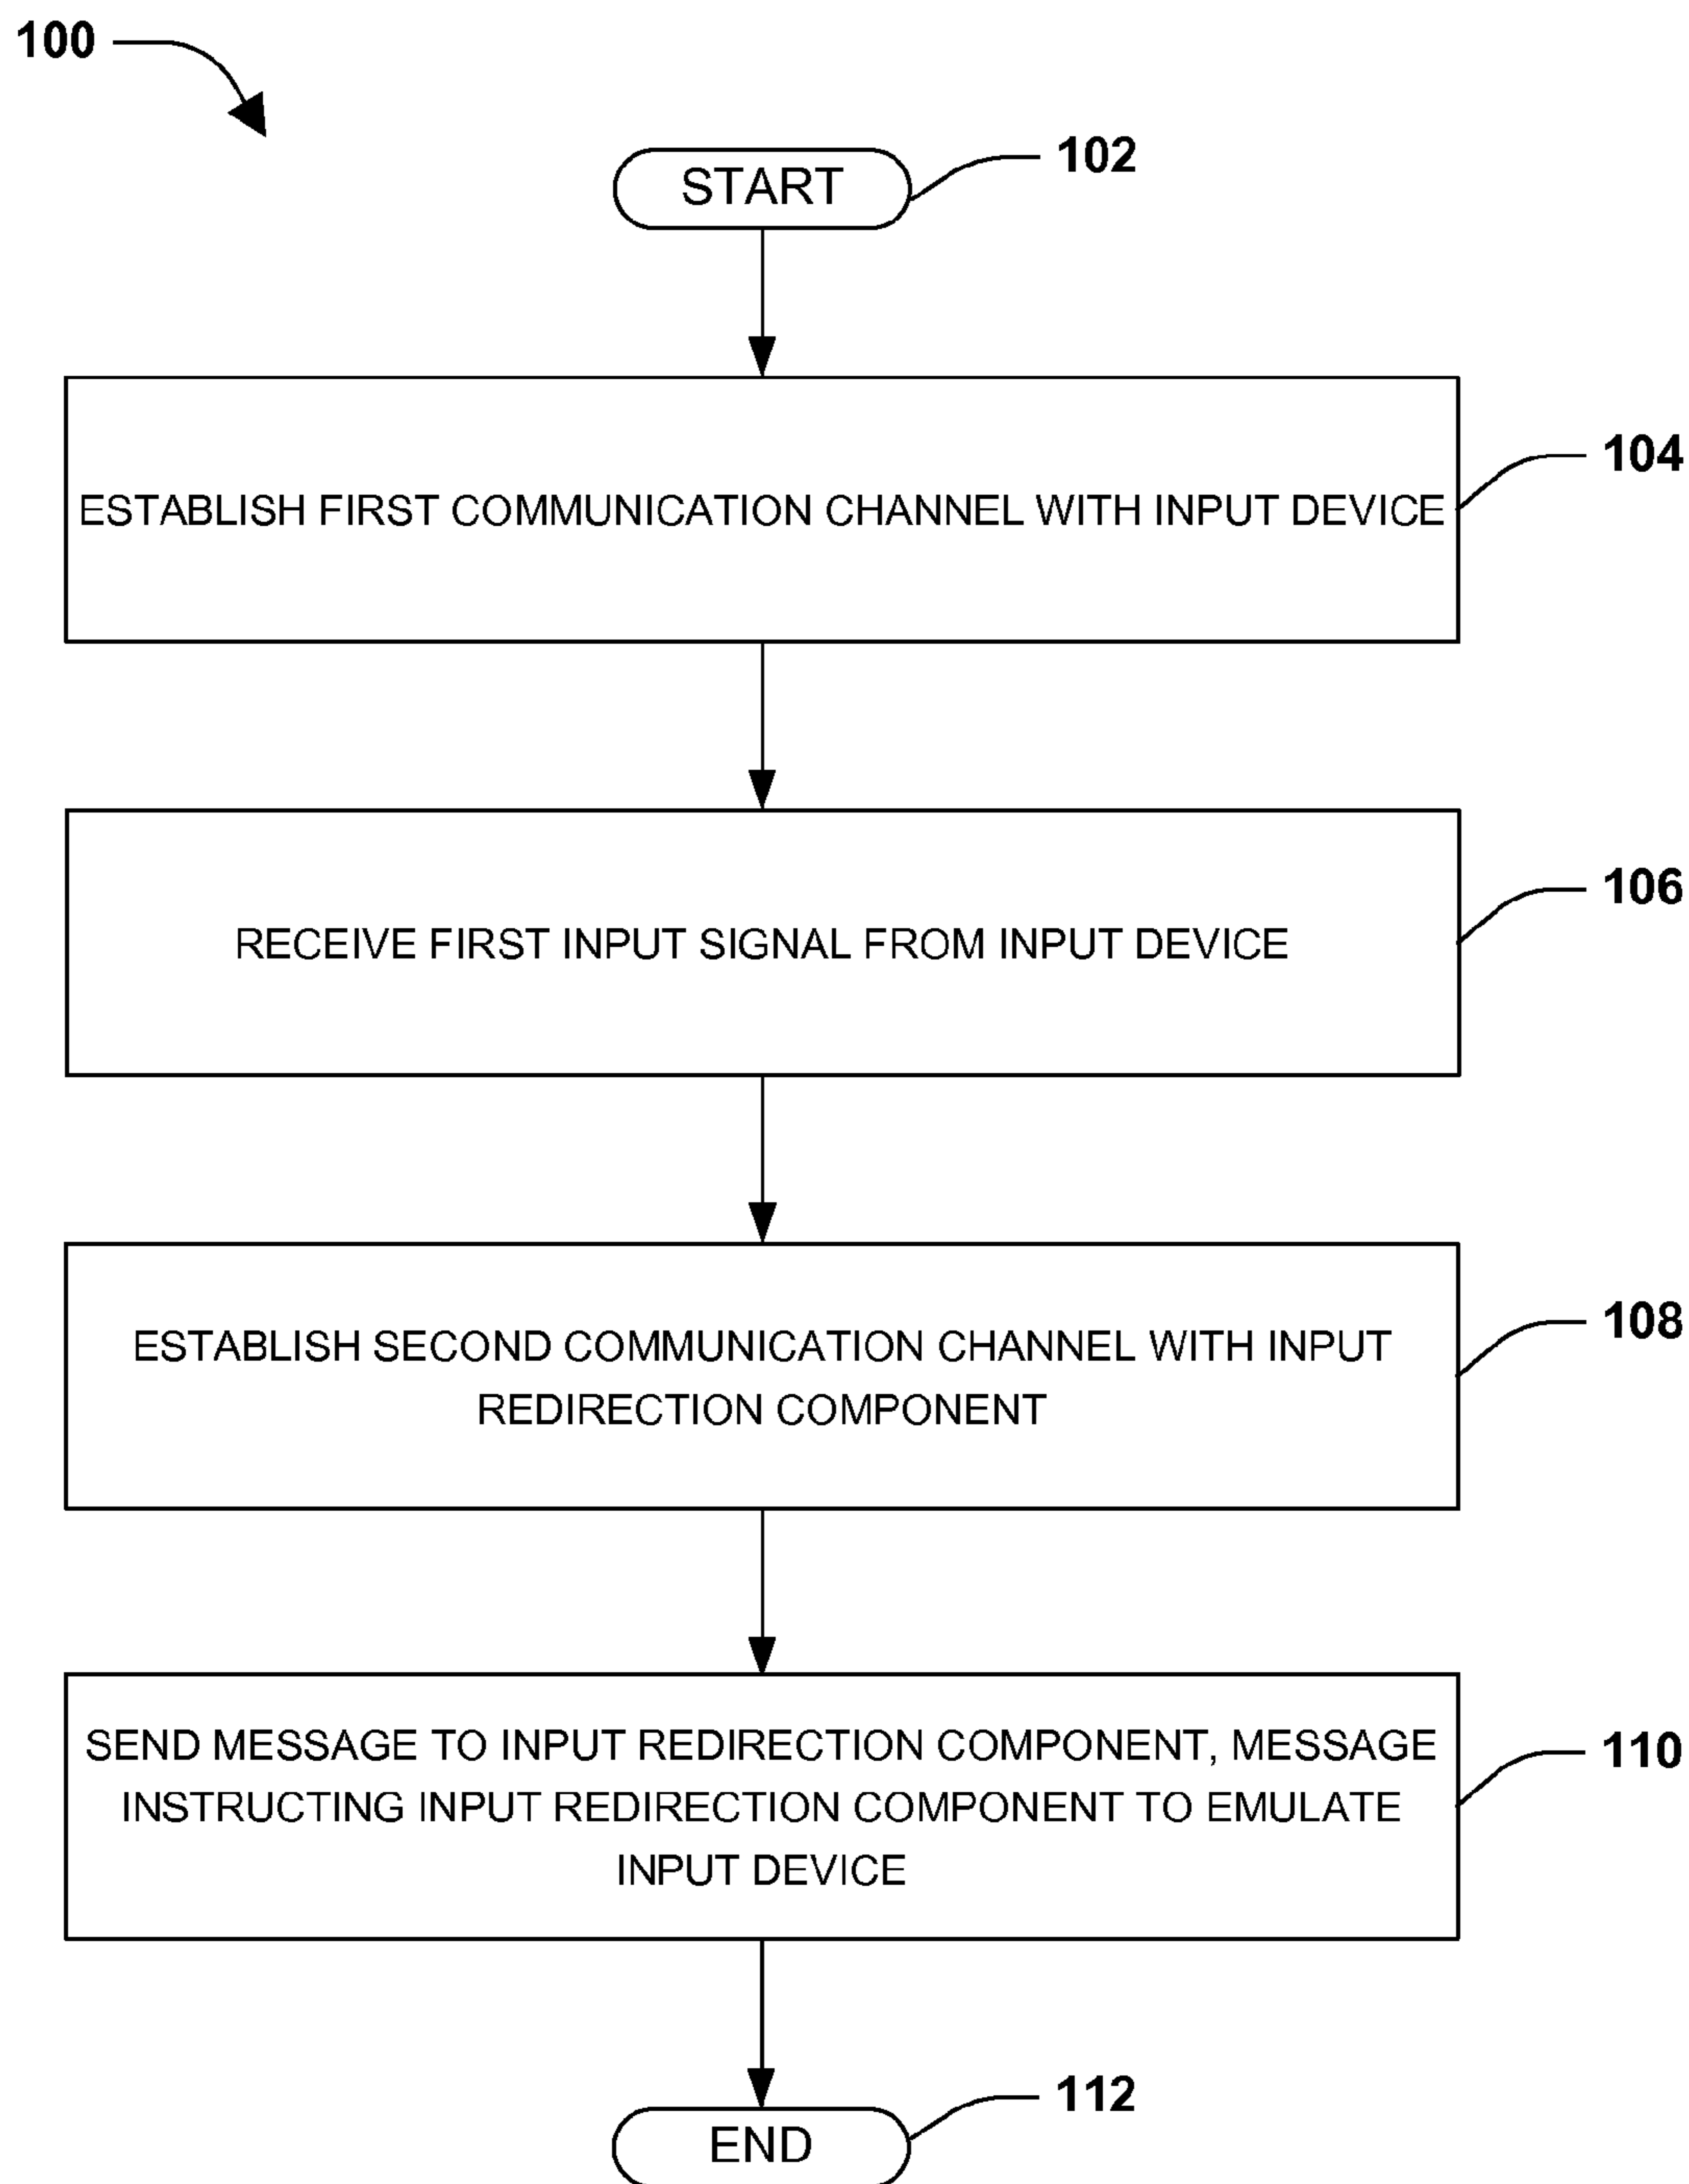 100
START
102
ESTABLISH FIRST COMMUNICATION CHANNEL WITH INPUT DEVICE
104
RECEIVE FIRST INPUT SIGNAL FROM INPUT DEVICE
106
ESTABLISH SECOND COMMUNICATION CHANNEL WITH INPUT
REDIRECTION COMPONENT
108
SEND MESSAGE TO INPUT REDIRECTION COMPONENT, MESSAGE
INSTRUCTING INPUT REDIRECTION COMPONENT TO EMULATE
INPUT DEVICE
110
END
112